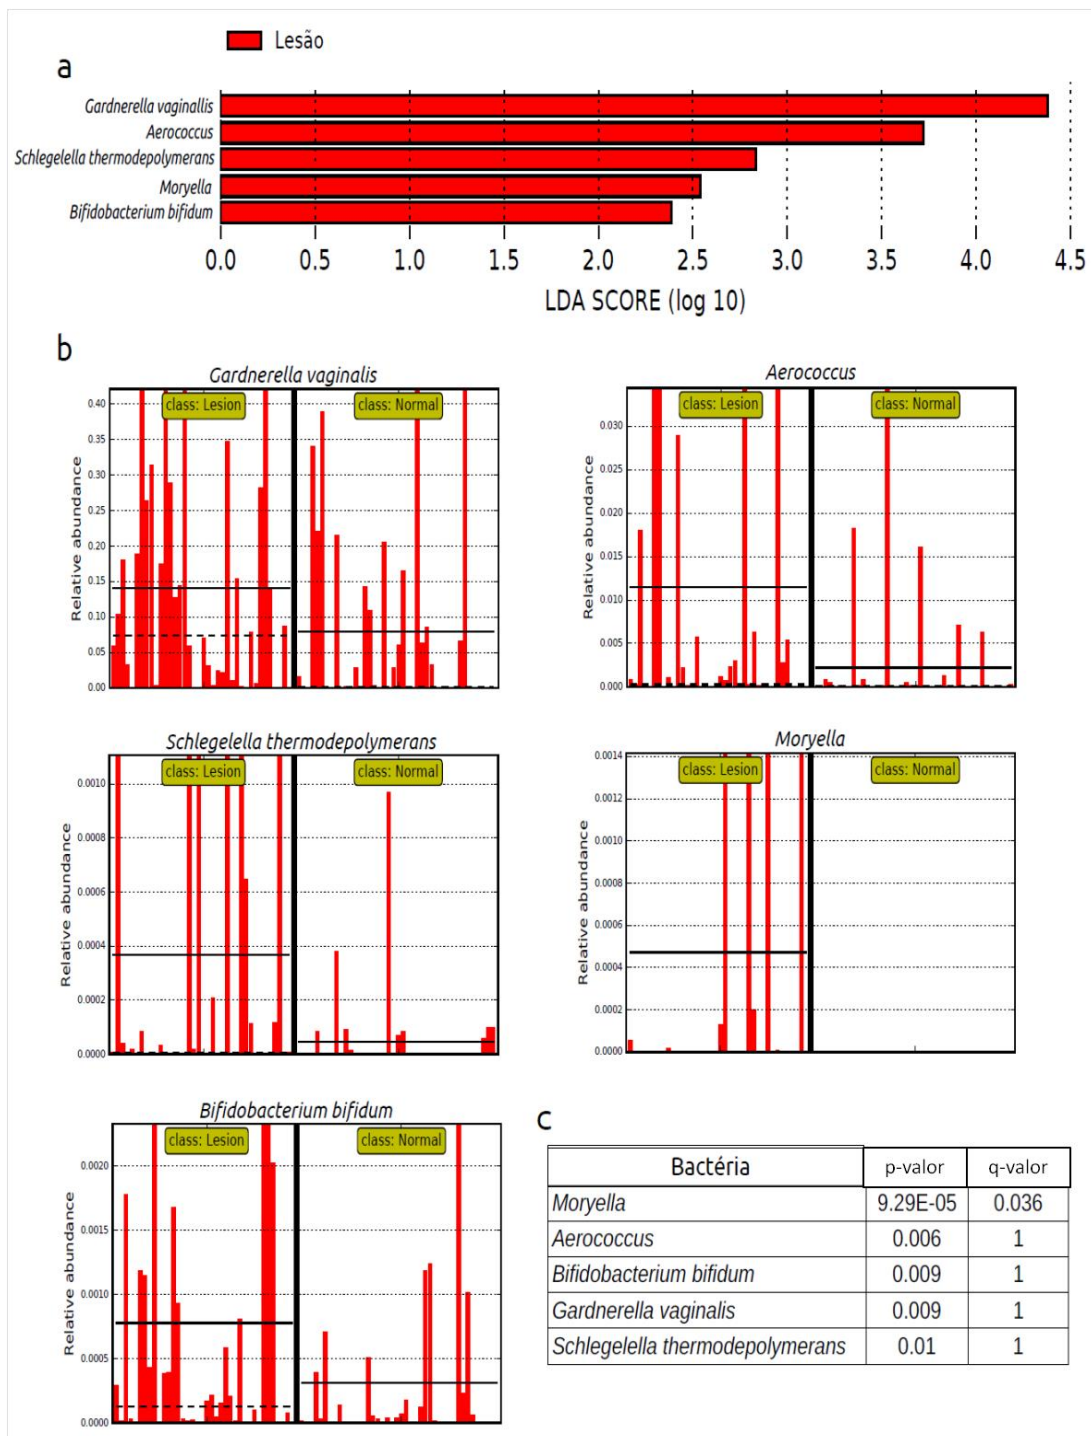 Lesão
a
Gardnerella vaginallis
Aerococcus
Schlegelella thermodepolymerans
Moryella
Bifidobacterium bifidum
0.0 0.5 1.0 1.5 2.0 2.5 3.0 3.5 4.0 4.5
LDA SCORE (log 10)
b
Gardnerella vaginalis
class: Lesion
class: Normal
Relative abundance
0.40
0.35
0.30
0.25
0.20
0.15
0.10
0.05
0.00
Aerococcus
class: Lesion
class: Normal
Relative abundance
0.030
0.025
0.020
0.015
0.010
0.005
0.000
Schlegelella thermodepolymerans
class: Lesion
class: Normal
Relative abundance
0.0010
0.0008
0.0006
0.0004
0.0002
0.0000
Moryella
class: Lesion
class: Normal
Relative abundance
0.0014
0.0012
0.0010
0.0008
0.0006
0.0004
0.0002
0.0000
Bifidobacterium bifidum
class: Lesion
class: Normal
Relative abundance
0.0020
0.0015
0.0010
0.0005
0.0000
c
Bactéria p-valor q-valor
Moryella 9.29E-05 0.036
Aerococcus 0.006 1
Bifidobacterium bifidum 0.009 1
Gardnerella vaginalis 0.009 1
Schlegelella thermodepolymerans 0.01 1